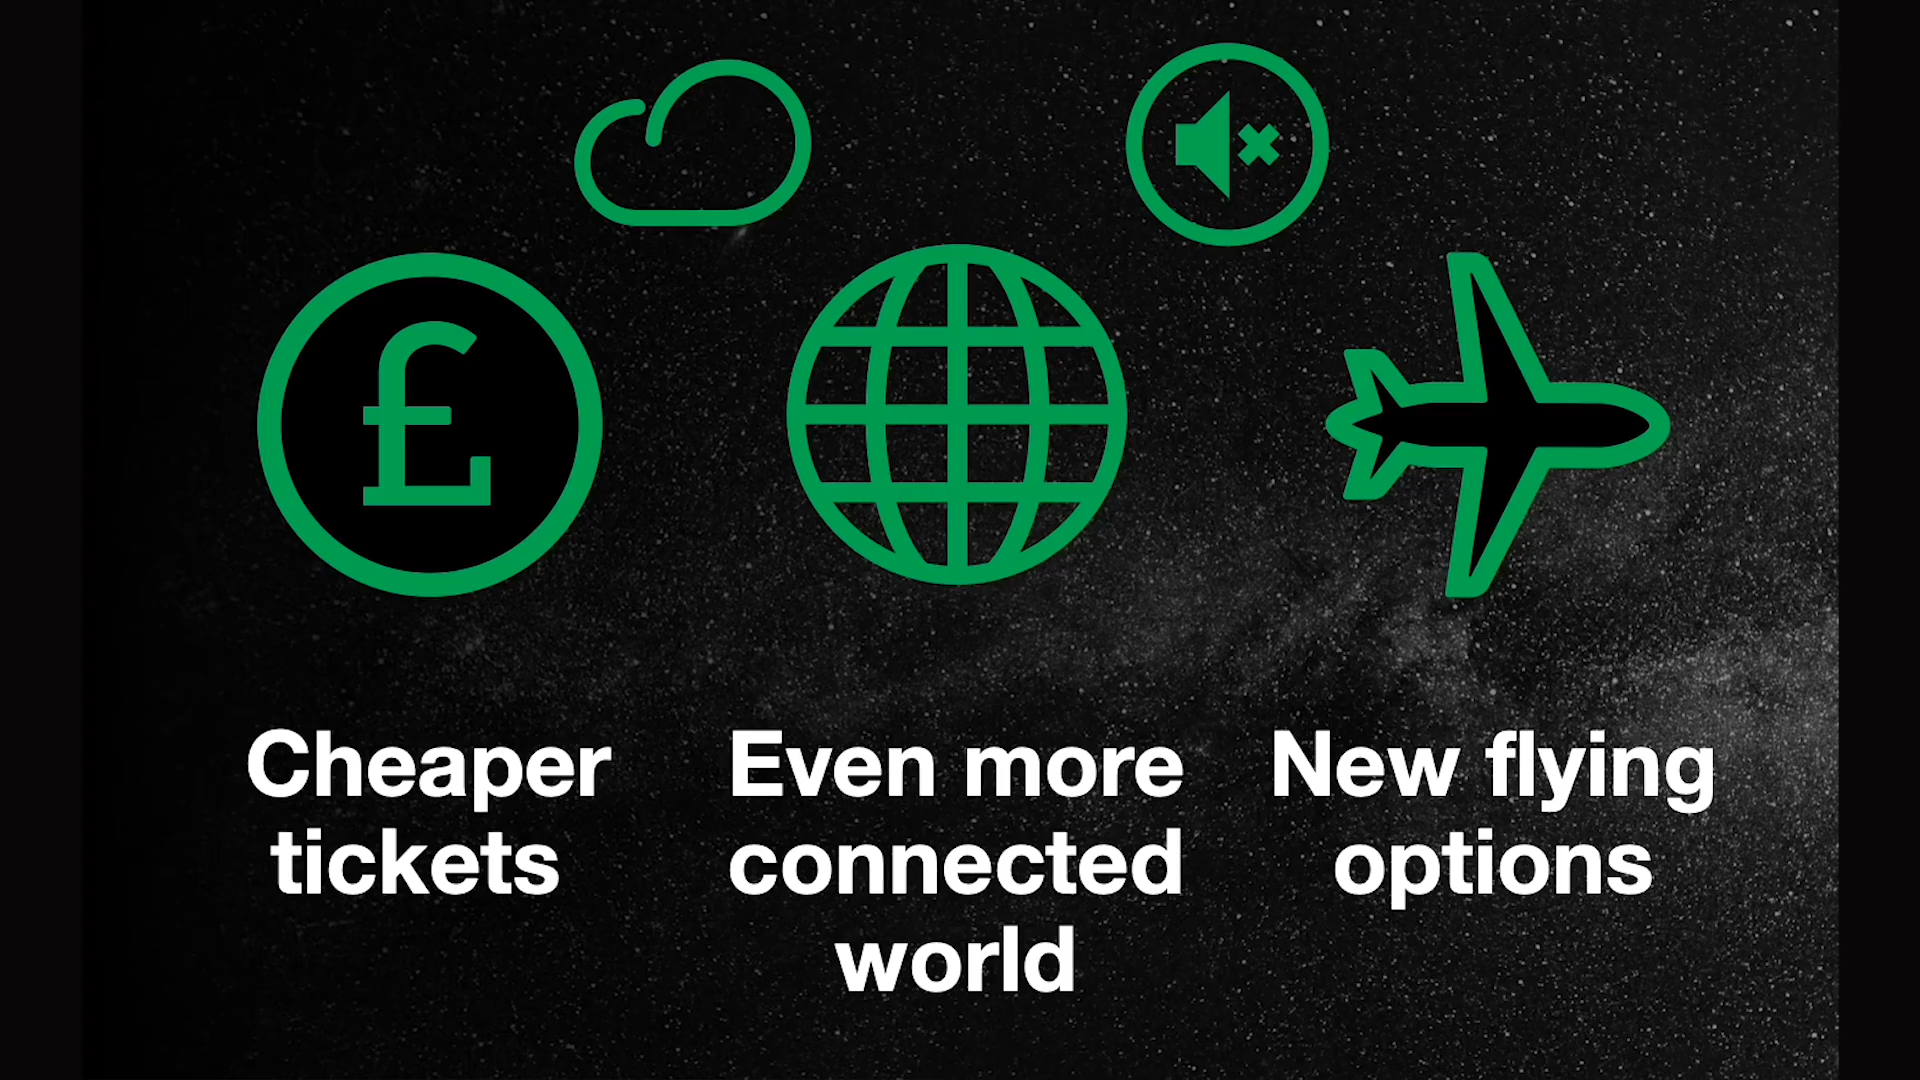 £
Cheaper
tickets
Even more
connected
world
New flying
options